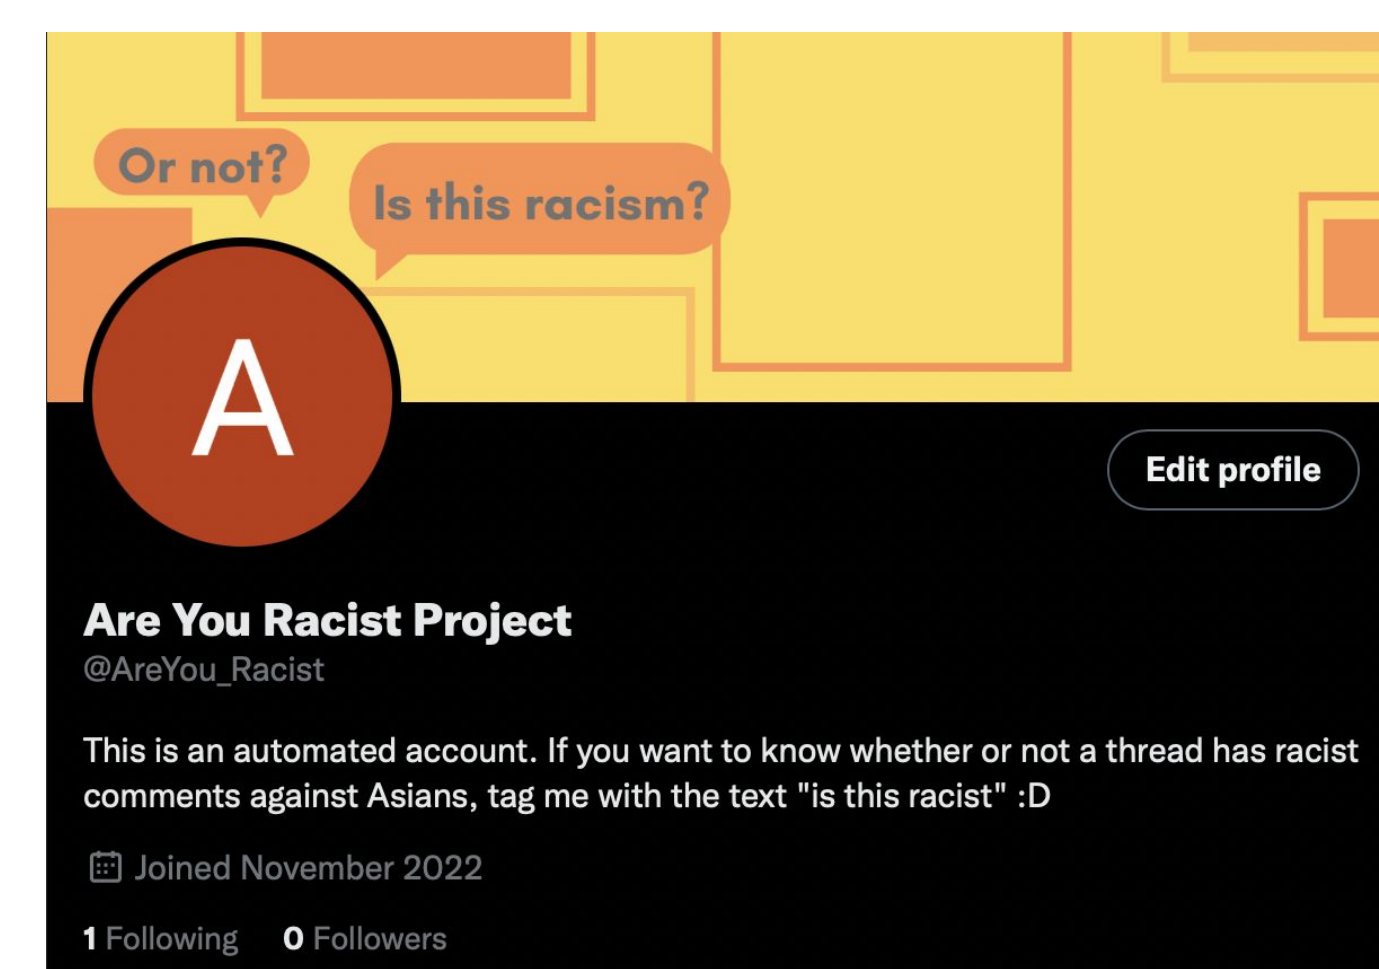 Or not?
Is this racism?
A
Edit profile
Are You Racist Project
@AreYou_Racist
This is an automated account. If you want to know whether or not a thread has racist
comments against Asians, tag me with the text "is this racist" :D
Joined November 2022
1 Following 0 Followers